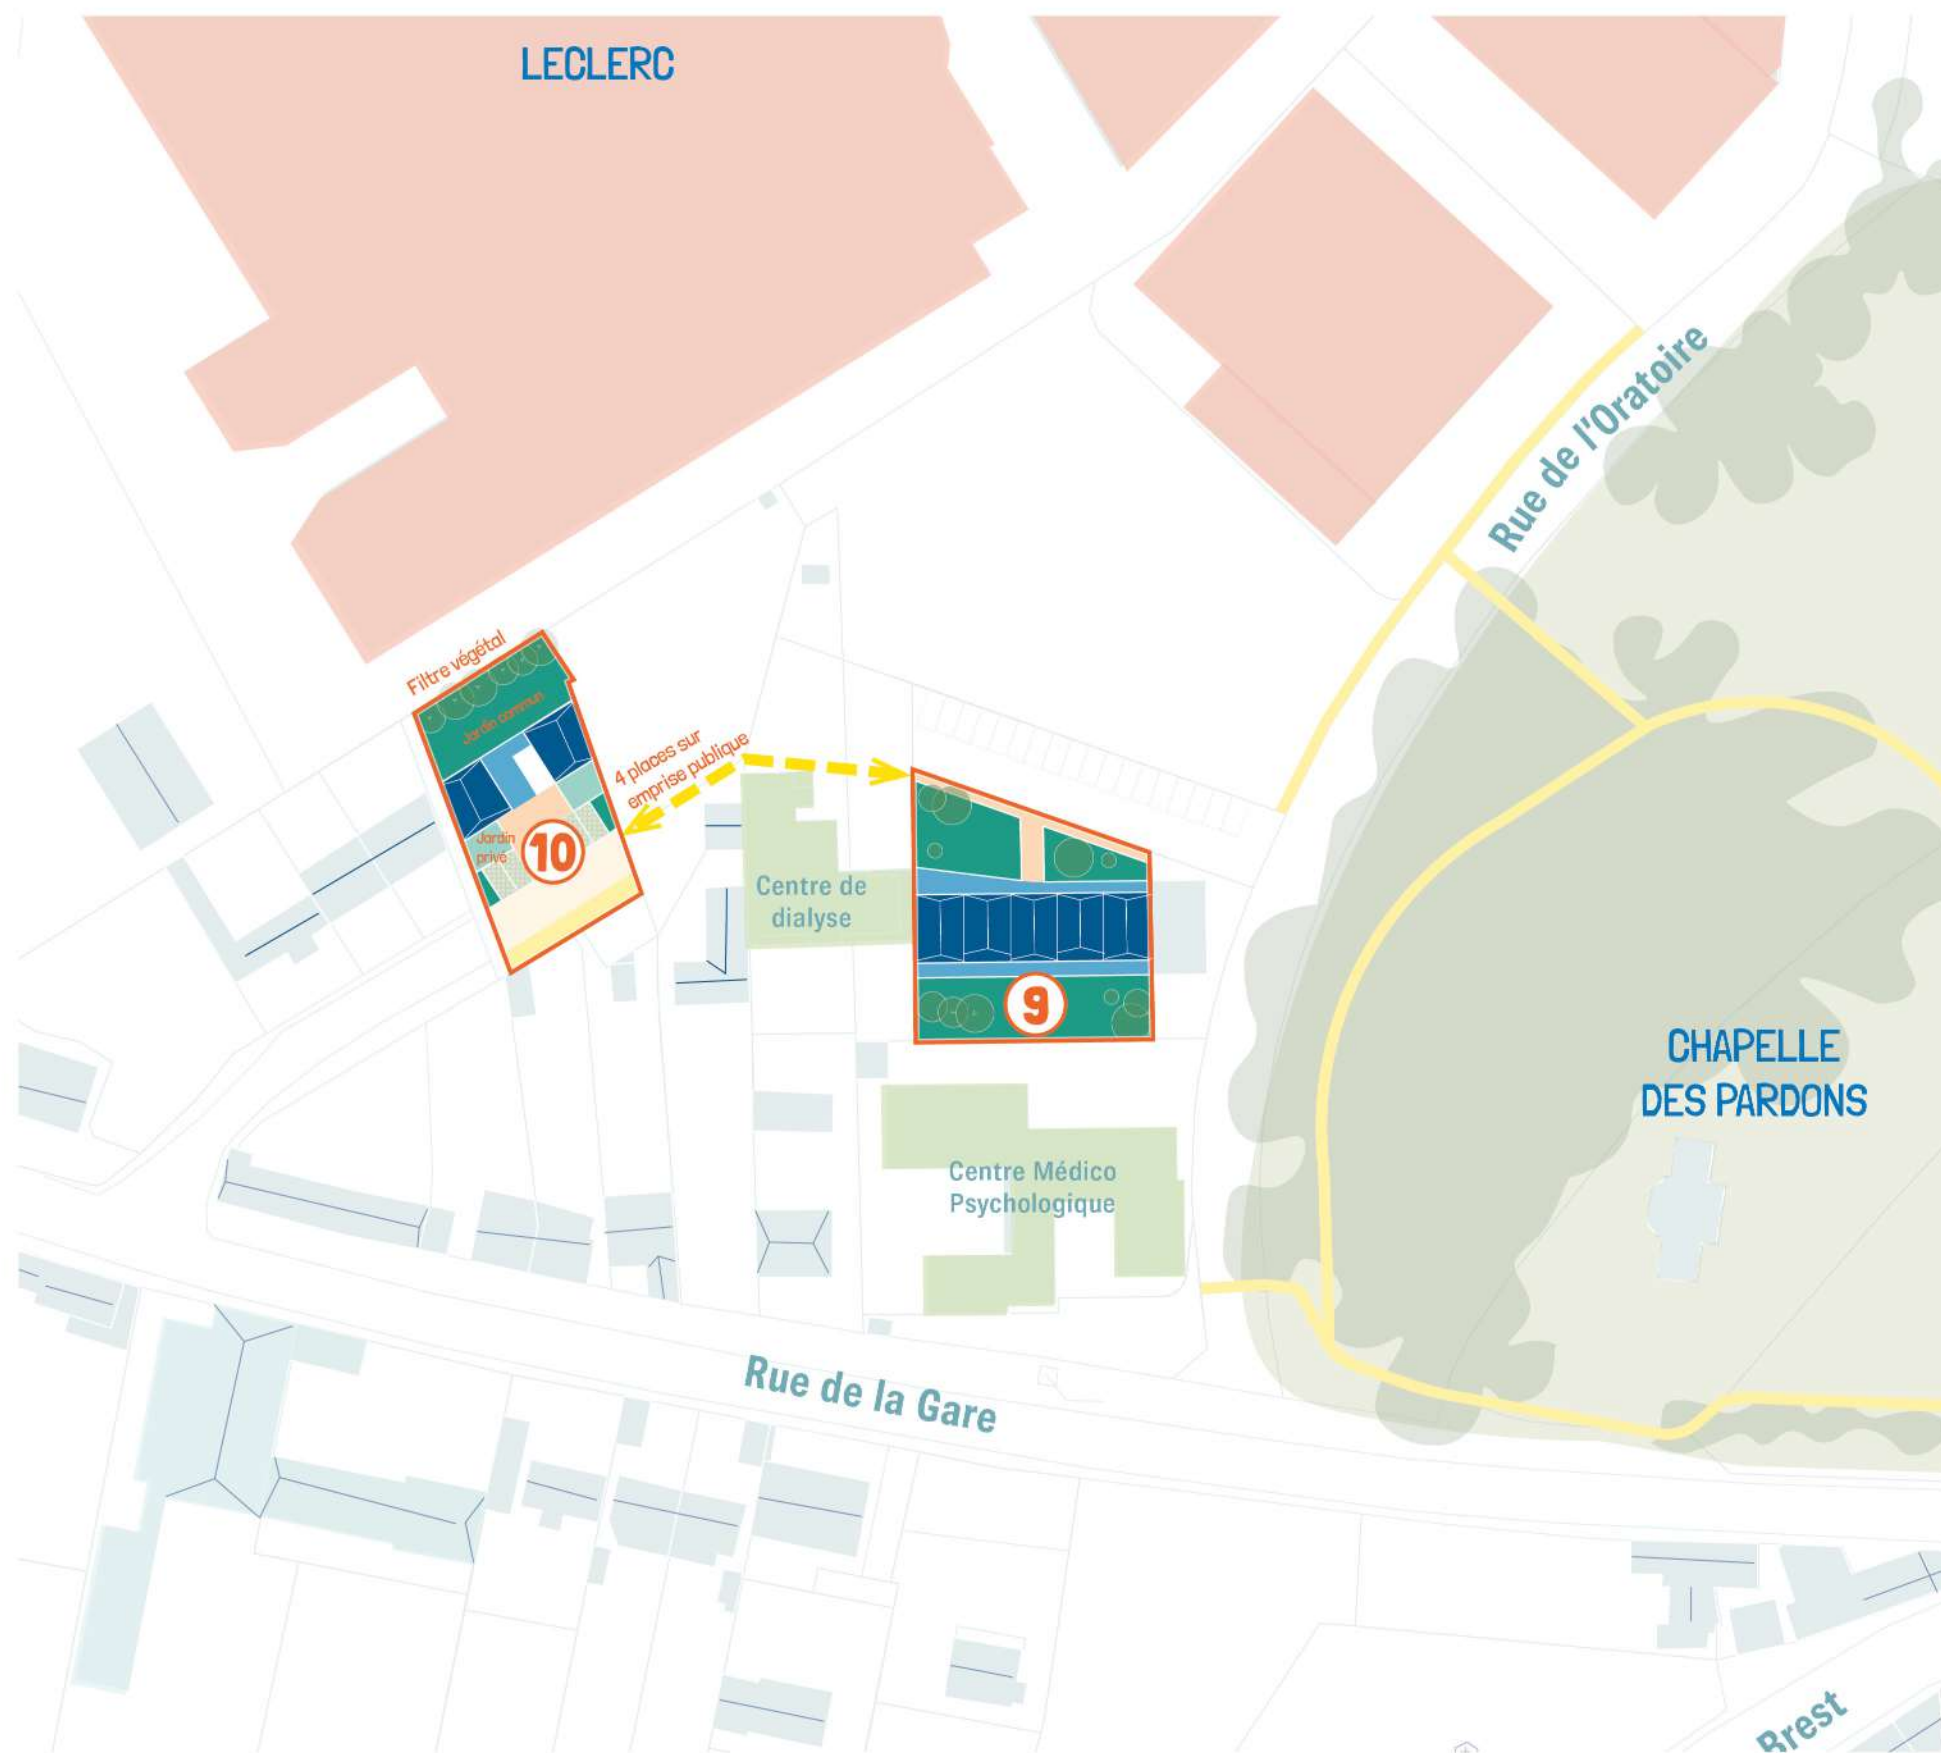 LECLERC
Rue de l'Oratoire
Filtre végétal
Jardin commun
4 places sur
emprise publique
Jardin
privé
10
Centre de
dialyse
9
CHAPELLE
DES PARDONS
Centre Médico
Psychologique
Rue de la Gare
Brest